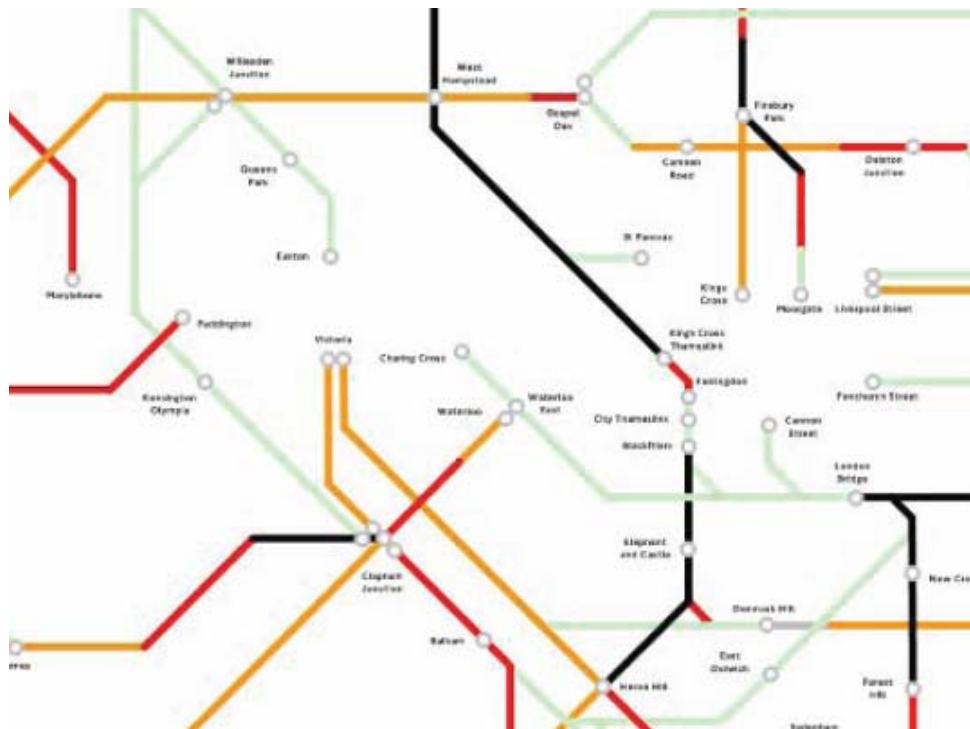 Willesden
Junction
West
Hampstead
Gospel
Oak
Finsbury
Park
Camden
Road
Dalston
Junction
Queens
Park
Euston
St Pancras
Marylebone
Kings
Cross
Moorgate
Liverpool Street
Paddington
Victoria
Charing Cross
Kings Cross
Thameslink
Farringdon
Kensington
Olympia
Waterloo
Waterloo
East
City Thameslink
Blackfriars
Cannon
Street
Fenchurch Street
London
Bridge
Elephant
and Castle
Clapham
Junction
New Cro
Denmark Hill
Balham
East
Dulwich
Herne Hill
Forest
Hill
Sydenham